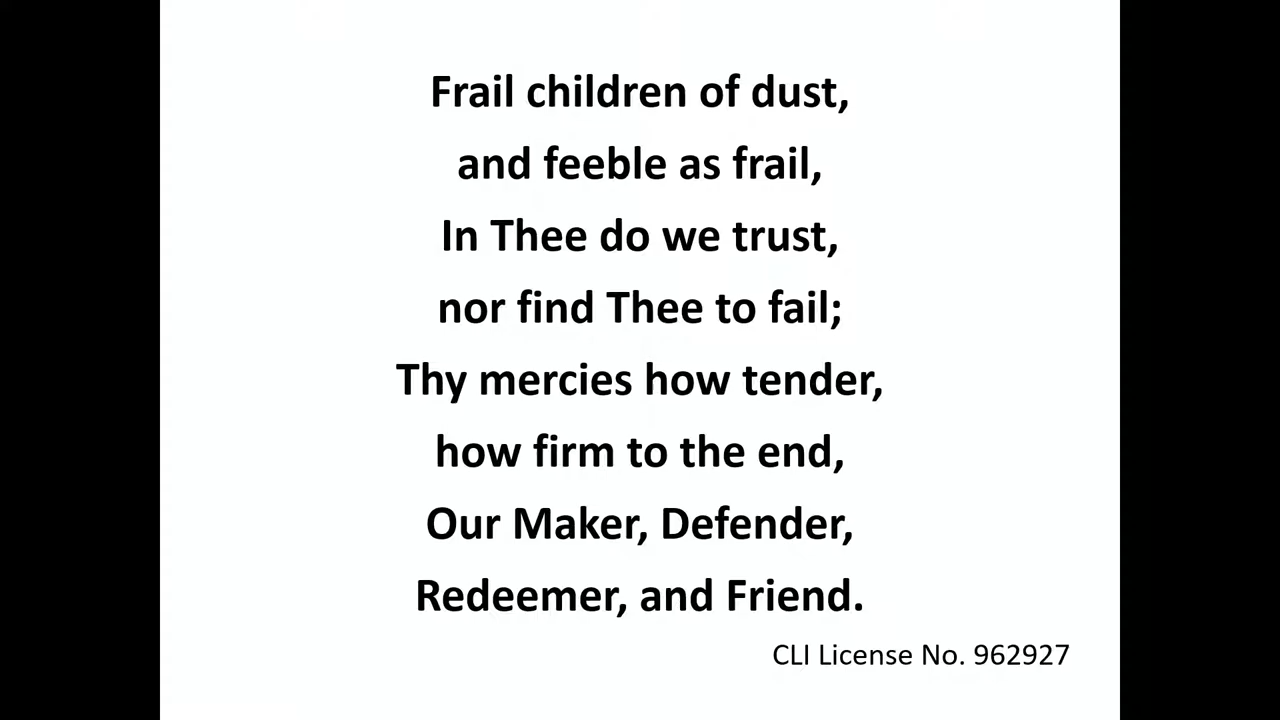 Frail children of dust,
and feeble as frail,
In Thee do we trust,
nor find Thee to fail;
Thy mercies how tender,
how firm to the end,
Our Maker, Defender,
Redeemer, and Friend.
CLI License No. 962927